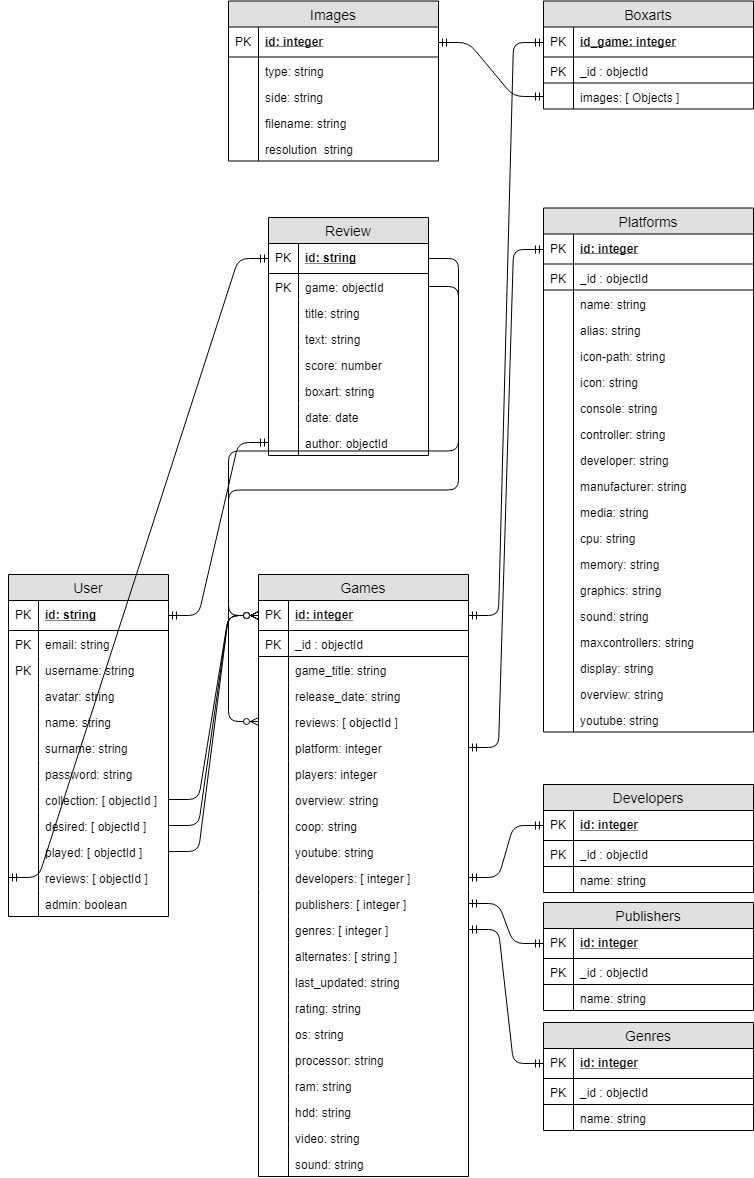 Images
PK id: integer
type: string
side: string
filename: string
resolution string
Boxarts
PK id_game: integer
PK _id : objectId
images: [ Objects ]
Review
PK id: string
PK game: objectId
title: string
text: string
score: number
boxart: string
date: date
author: objectId
Platforms
PK id: integer
PK _id : objectId
name: string
alias: string
icon-path: string
icon: string
console: string
controller: string
developer: string
manufacturer: string
media: string
cpu: string
memory: string
graphics: string
sound: string
maxcontrollers: string
display: string
overview: string
youtube: string
User
PK id: string
PK email: string
PK username: string
avatar: string
name: string
surname: string
password: string
collection: [ objectId ]
desired: [ objectId ]
played: [ objectId ]
reviews: [ objectId ]
admin: boolean
Games
PK id: integer
PK _id : objectId
game_title: string
release_date: string
reviews: [ objectId ]
platform: integer
players: integer
overview: string
coop: string
youtube: string
developers: [ integer ]
publishers: [ integer ]
genres: [ integer ]
alternates: [ string ]
last_updated: string
rating: string
os: string
processor: string
ram: string
hdd: string
video: string
sound: string
Developers
PK id: integer
PK _id : objectId
name: string
Publishers
PK id: integer
PK _id : objectId
name: string
Genres
PK id: integer
PK _id : objectId
name: string